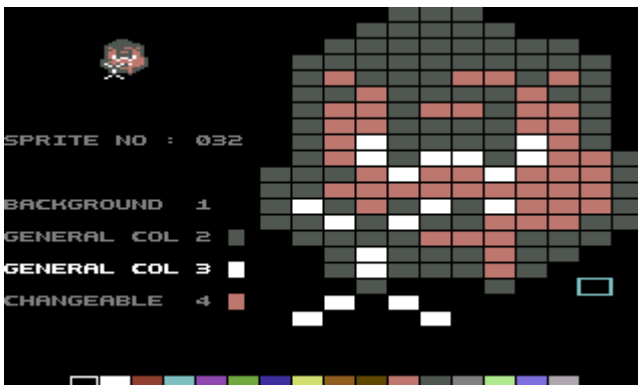 SPRITE NO : 032
BACKGROUND 1
GENERAL COL 2
GENERAL COL 3
CHANGEABLE 4